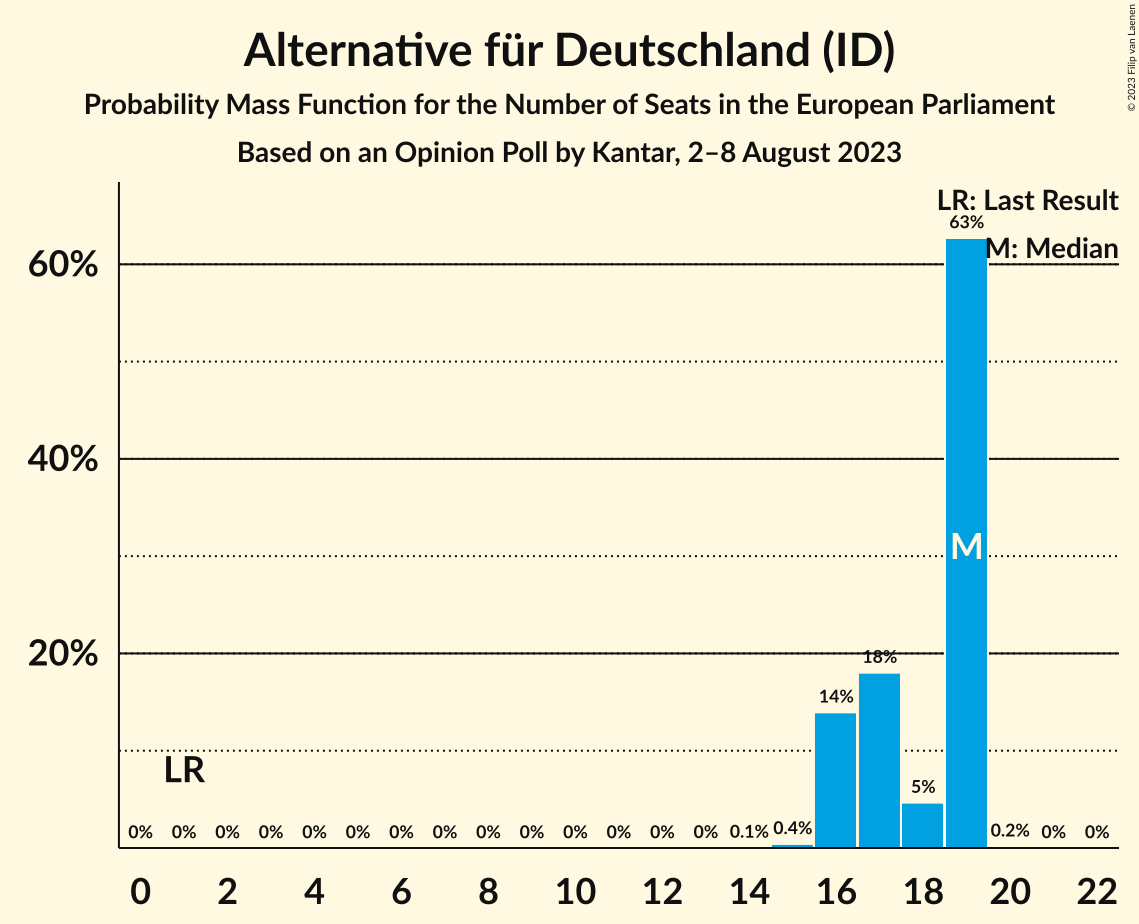 Alternative für Deutschland (ID)
Probability Mass Function for the Number of Seats in the European Parliament
Based on an Opinion Poll by Kantar, 2–8 August 2023
© 2023 Filip van Laenen
LR: Last Result
M: Median
63%
60%
40%
M
20%
18%
14%
LR
5%
0% 0% 0% 0% 0% 0% 0% 0% 0% 0% 0% 0% 0% 0% 0.1% 0.4% 0.2% 0% 0%
0 2 4 6 8 10 12 14 16 18 20 22